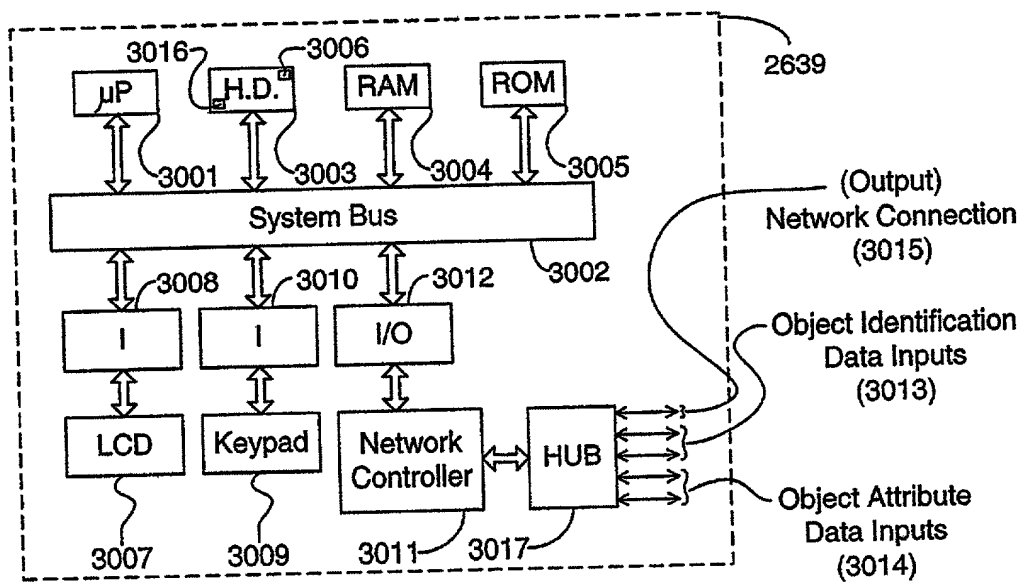 3016
3006
2639
µP
H.D.
RAM
ROM
3001
3003
3004
3005
System Bus
3002
(Output)
Network Connection
(3015)
3008
3010
3012
I
I
I/O
Object Identification
Data Inputs
(3013)
LCD
Keypad
Network
Controller
HUB
Object Attribute
Data Inputs
(3014)
3007
3009
3011
3017